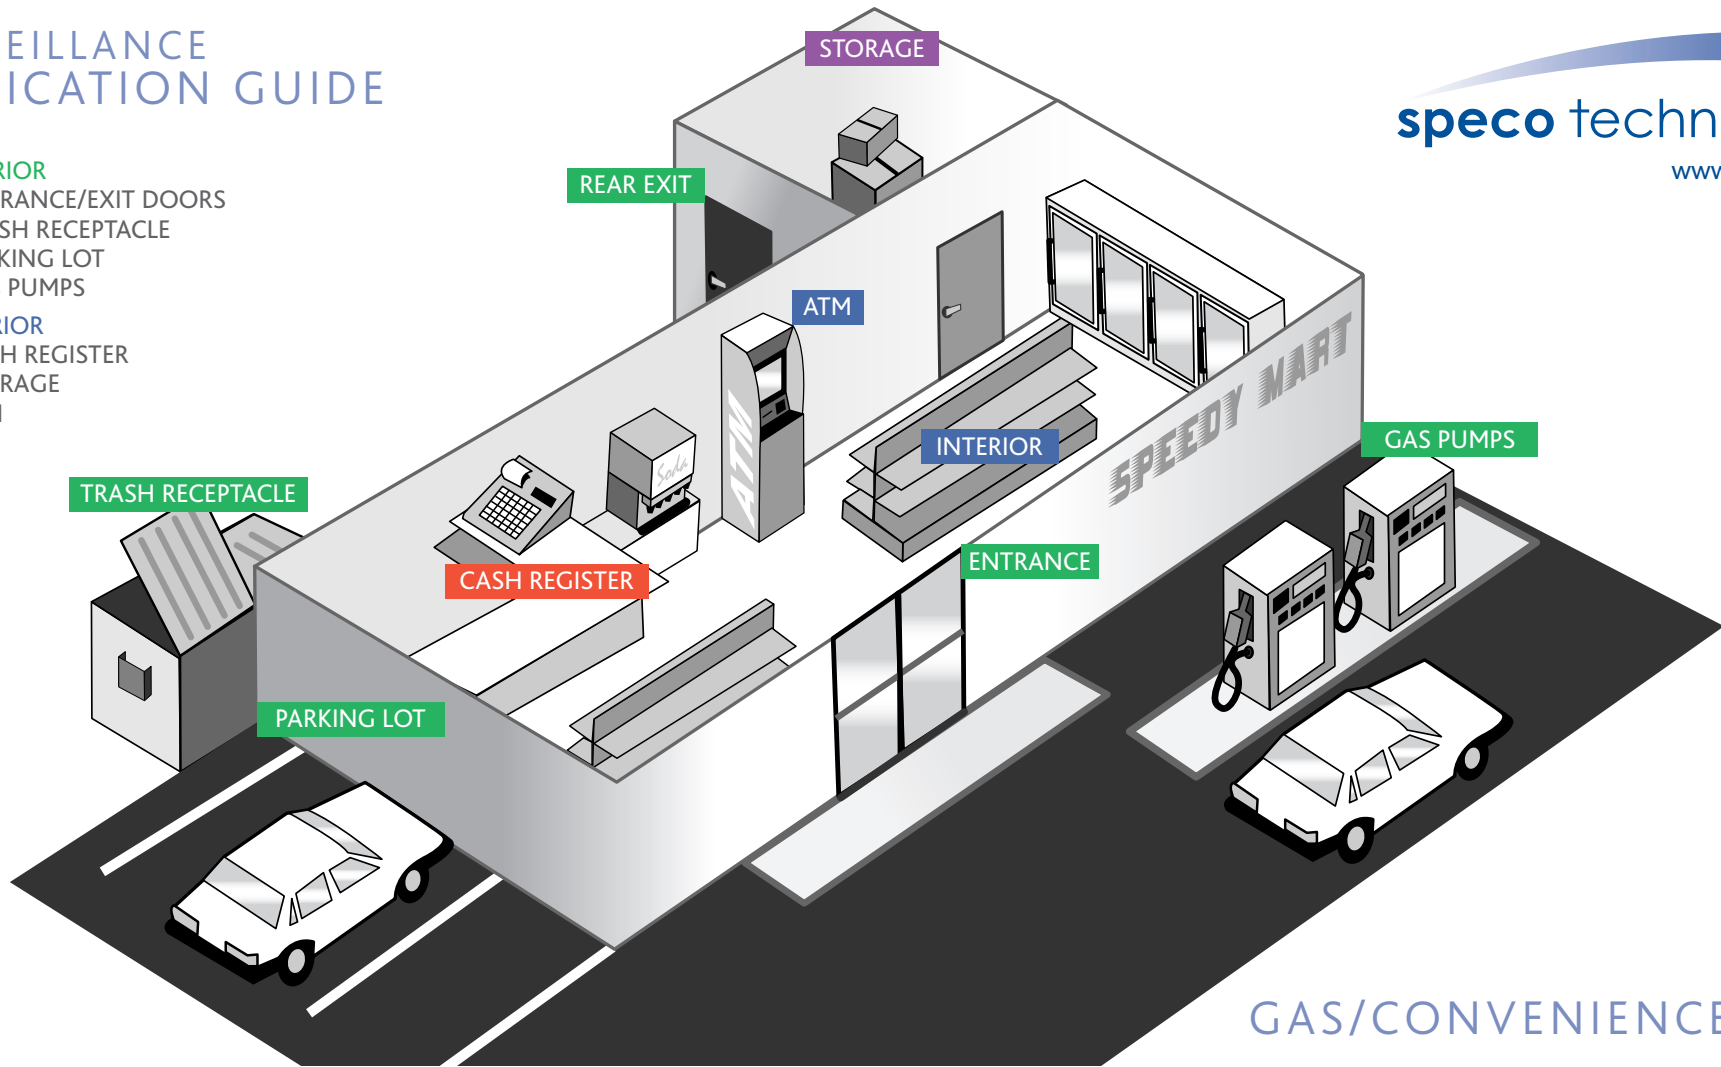 EILLANCE
ICATION GUIDE
RIOR
RANCE/EXIT DOORS
SH RECEPTACLE
KING LOT
PUMPS
RIOR
H REGISTER
RAGE
STORAGE
speco techn
www
REAR EXIT
ATM
ATM
Soda
INTERIOR
SPEEDY MART
GAS PUMPS
TRASH RECEPTACLE
CASH REGISTER
ENTRANCE
PARKING LOT
GAS/CONVENIENCE